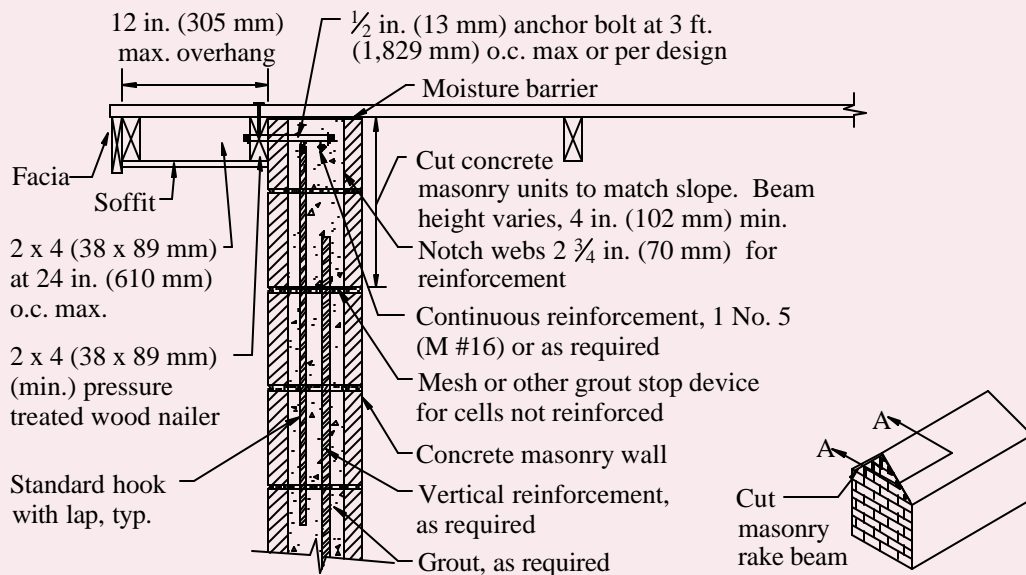 12 in. (305 mm)
max. overhang
½ in. (13 mm) anchor bolt at 3 ft.
(1,829 mm) o.c. max or per design
Moisture barrier
Facia
Soffit
Cut concrete
masonry units to match slope. Beam
height varies, 4 in. (102 mm) min.
2 x 4 (38 x 89 mm)
at 24 in. (610 mm)
o.c. max.
Notch webs 2 ¾ in. (70 mm) for
reinforcement
Continuous reinforcement, 1 No. 5
(M #16) or as required
2 x 4 (38 x 89 mm)
(min.) pressure
treated wood nailer
Mesh or other grout stop device
for cells not reinforced
Concrete masonry wall
Standard hook
with lap, typ.
Vertical reinforcement,
as required
Grout, as required
A
A
Cut
masonry
rake beam